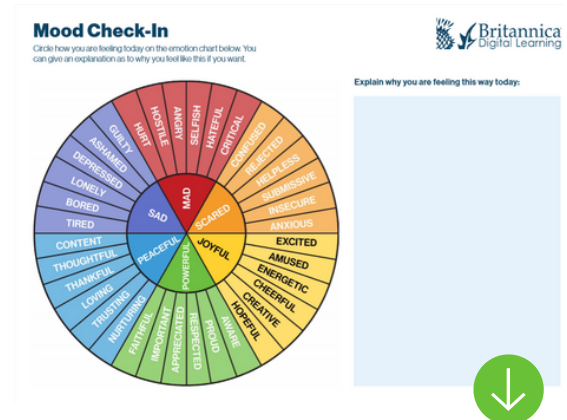 Mood Check-In
Circle how you are feeling today on the emotion chart below. You
can give an explanation as to why you feel like this if you want.
Britannica
Digital Learning
Explain why you are feeling this way today:
MAD
HURT
HOSTILE
ANGRY
SELFISH
HATEFUL
CRITICAL
SCARED
CONFUSED
REJECTED
HELPLESS
SUBMISSIVE
INSECURE
ANXIOUS
JOYFUL
EXCITED
AMUSED
ENERGETIC
CHEERFUL
CREATIVE
HOPEFUL
POWERFUL
AWARE
PROUD
RESPECTED
APPRECIATED
IMPORTANT
FAITHFUL
PEACEFUL
NURTURING
TRUSTING
LOVING
THANKFUL
THOUGHTFUL
CONTENT
SAD
TIRED
BORED
LONELY
DEPRESSED
ASHAMED
GUILTY